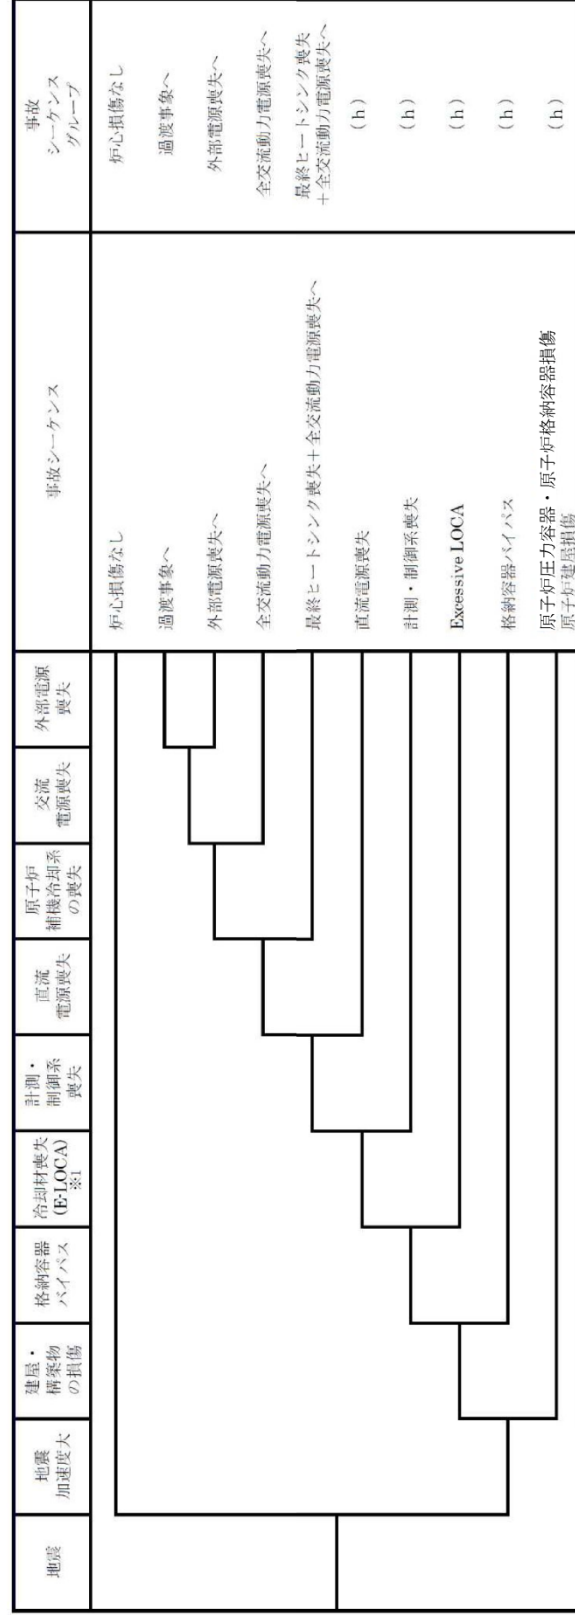 地震
地震
加速度大
建屋・
構築物
の損傷
格納容器
バイパス
冷却材喪失
(E-LOCA)
※1
計測・
制御系
喪失
直流
電源喪失
原子炉
補機冷却系
の喪失
交流
電源喪失
外部電源
喪失
事故シーケンス
事故
シーケンス
グループ
炉心損傷なし
炉心損傷なし
過渡事象へ
過渡事象へ
外部電源喪失へ
外部電源喪失へ
全交流動力電源喪失へ
全交流動力電源喪失へ
最終ヒートシンク喪失＋全交流動力電源喪失へ
最終ヒートシンク喪失
＋全交流動力電源喪失へ
直流電源喪失
(h)
計測・制御系喪失
(h)
Excessive LOCA
(h)
格納容器バイパス
(h)
原子炉圧力容器・原子炉格納容器損傷
原子炉建屋損傷
(h)